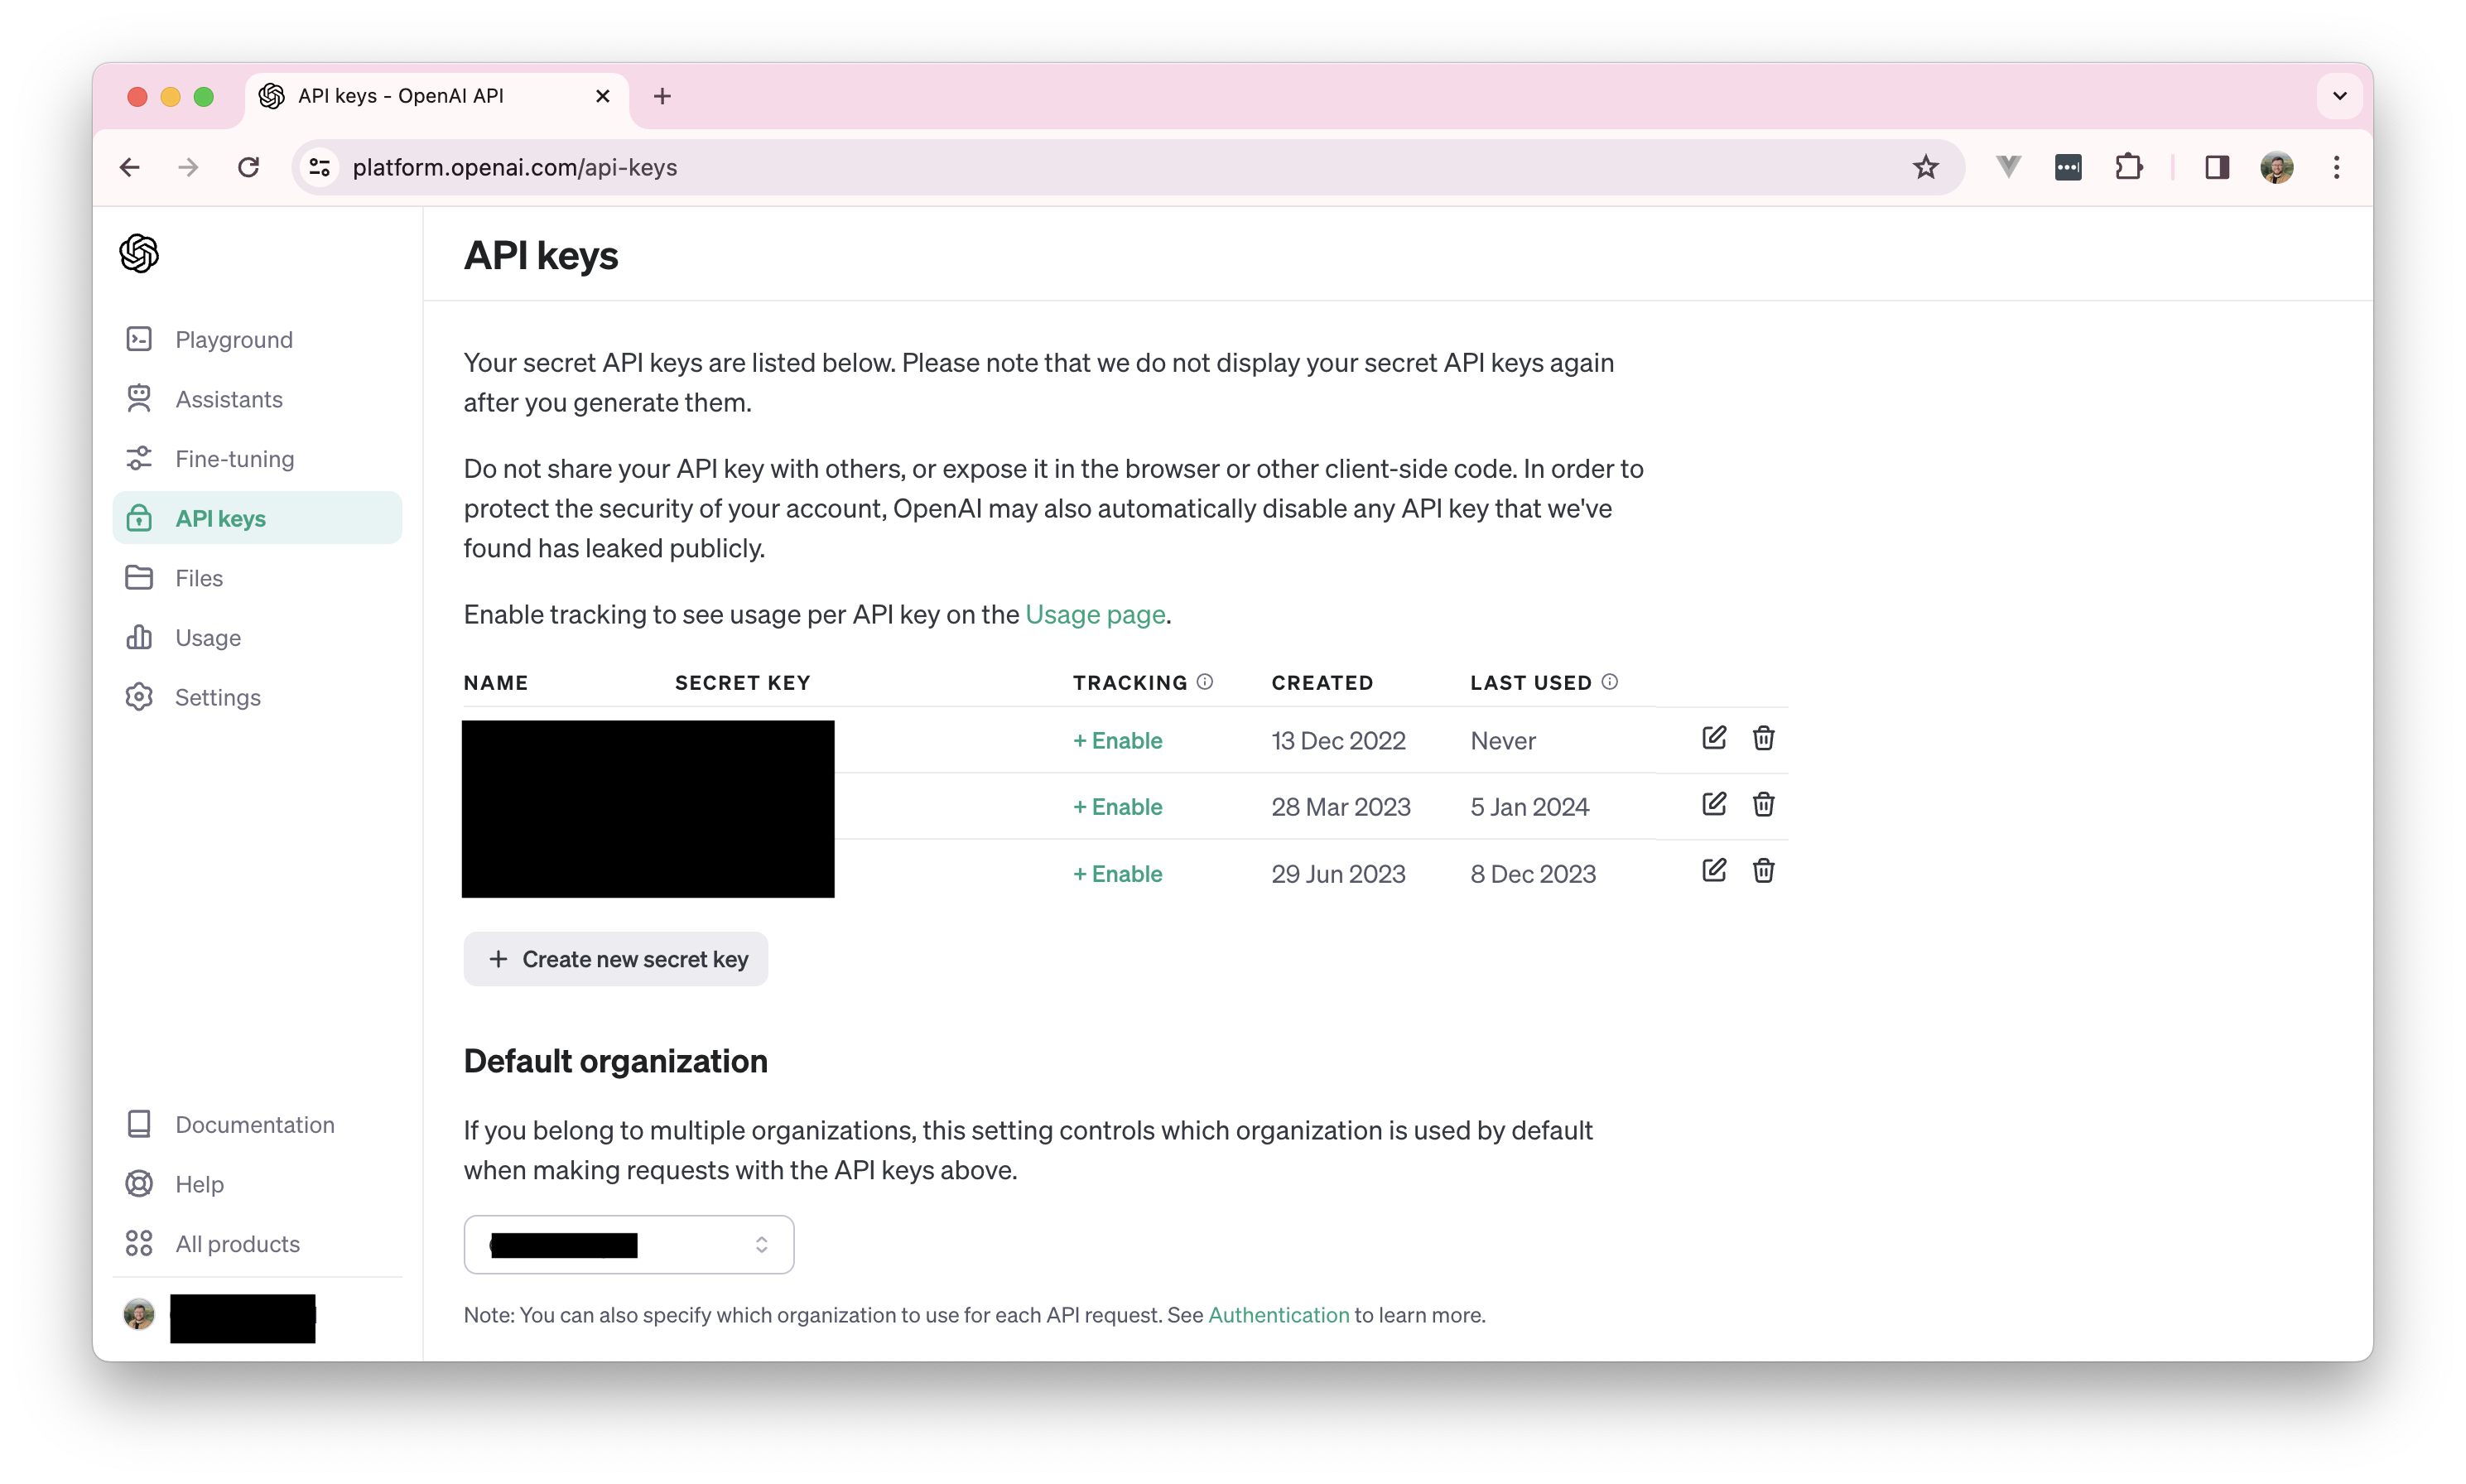 API keys - OpenAI API
platform.openai.com/api-keys
API keys
Playground
Assistants
Fine-tuning
API keys
Files
Usage
Settings
Your secret API keys are listed below. Please note that we do not display your secret API keys again
after you generate them.
Do not share your API key with others, or expose it in the browser or other client-side code. In order to
protect the security of your account, OpenAI may also automatically disable any API key that we've
found has leaked publicly.
Enable tracking to see usage per API key on the Usage page.
NAME SECRET KEY TRACKING CREATED LAST USED
+ Enable 13 Dec 2022 Never
+ Enable 28 Mar 2023 5 Jan 2024
+ Enable 29 Jun 2023 8 Dec 2023
+ Create new secret key
Default organization
If you belong to multiple organizations, this setting controls which organization is used by default
when making requests with the API keys above.
Note: You can also specify which organization to use for each API request. See Authentication to learn more.
Documentation
Help
All products